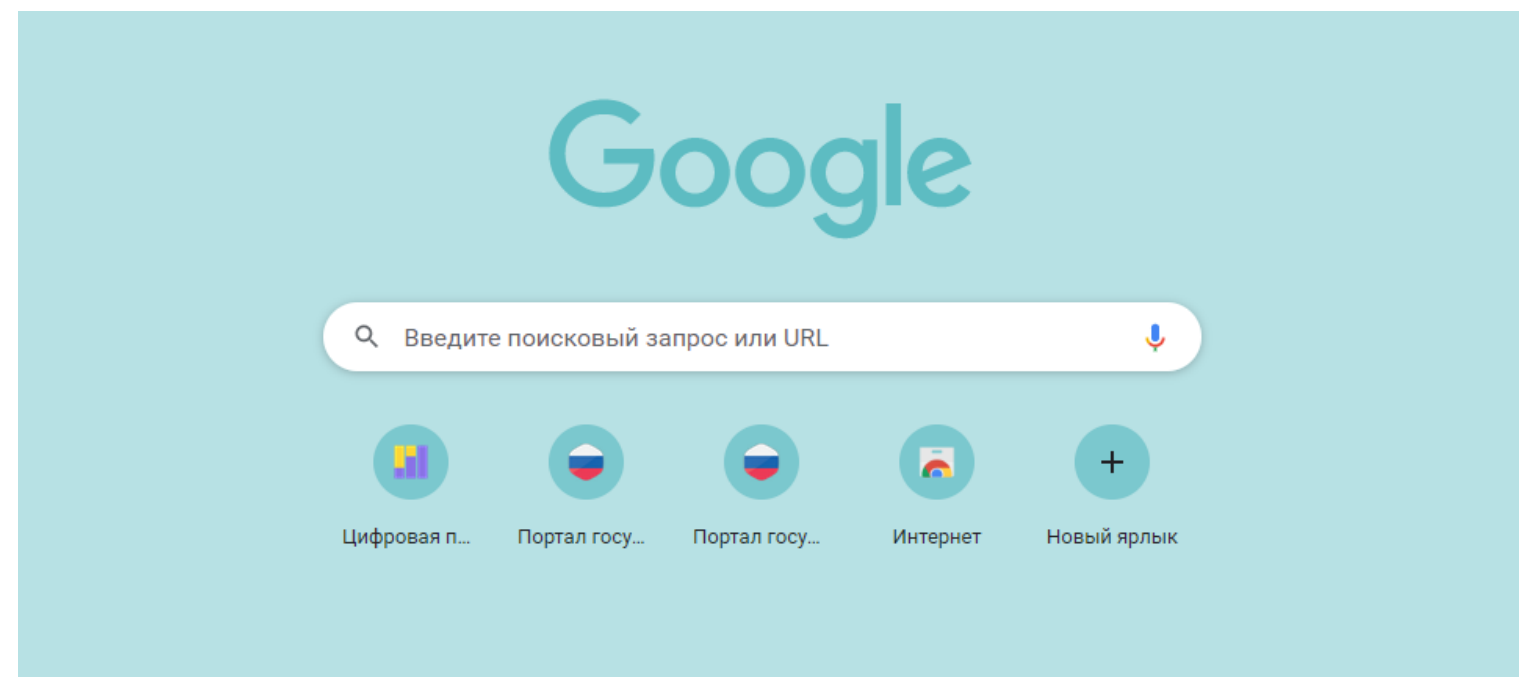 Google
Введите поисковый запрос или URL
Цифровая п...
Портал госу...
Портал госу...
Интернет
Новый ярлык